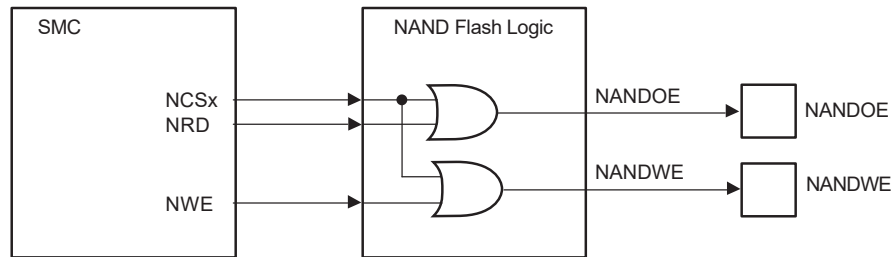 SMC
NAND Flash Logic
NCSx
NRD
NWE
NANDOE
NANDOE
NANDWE
NANDWE